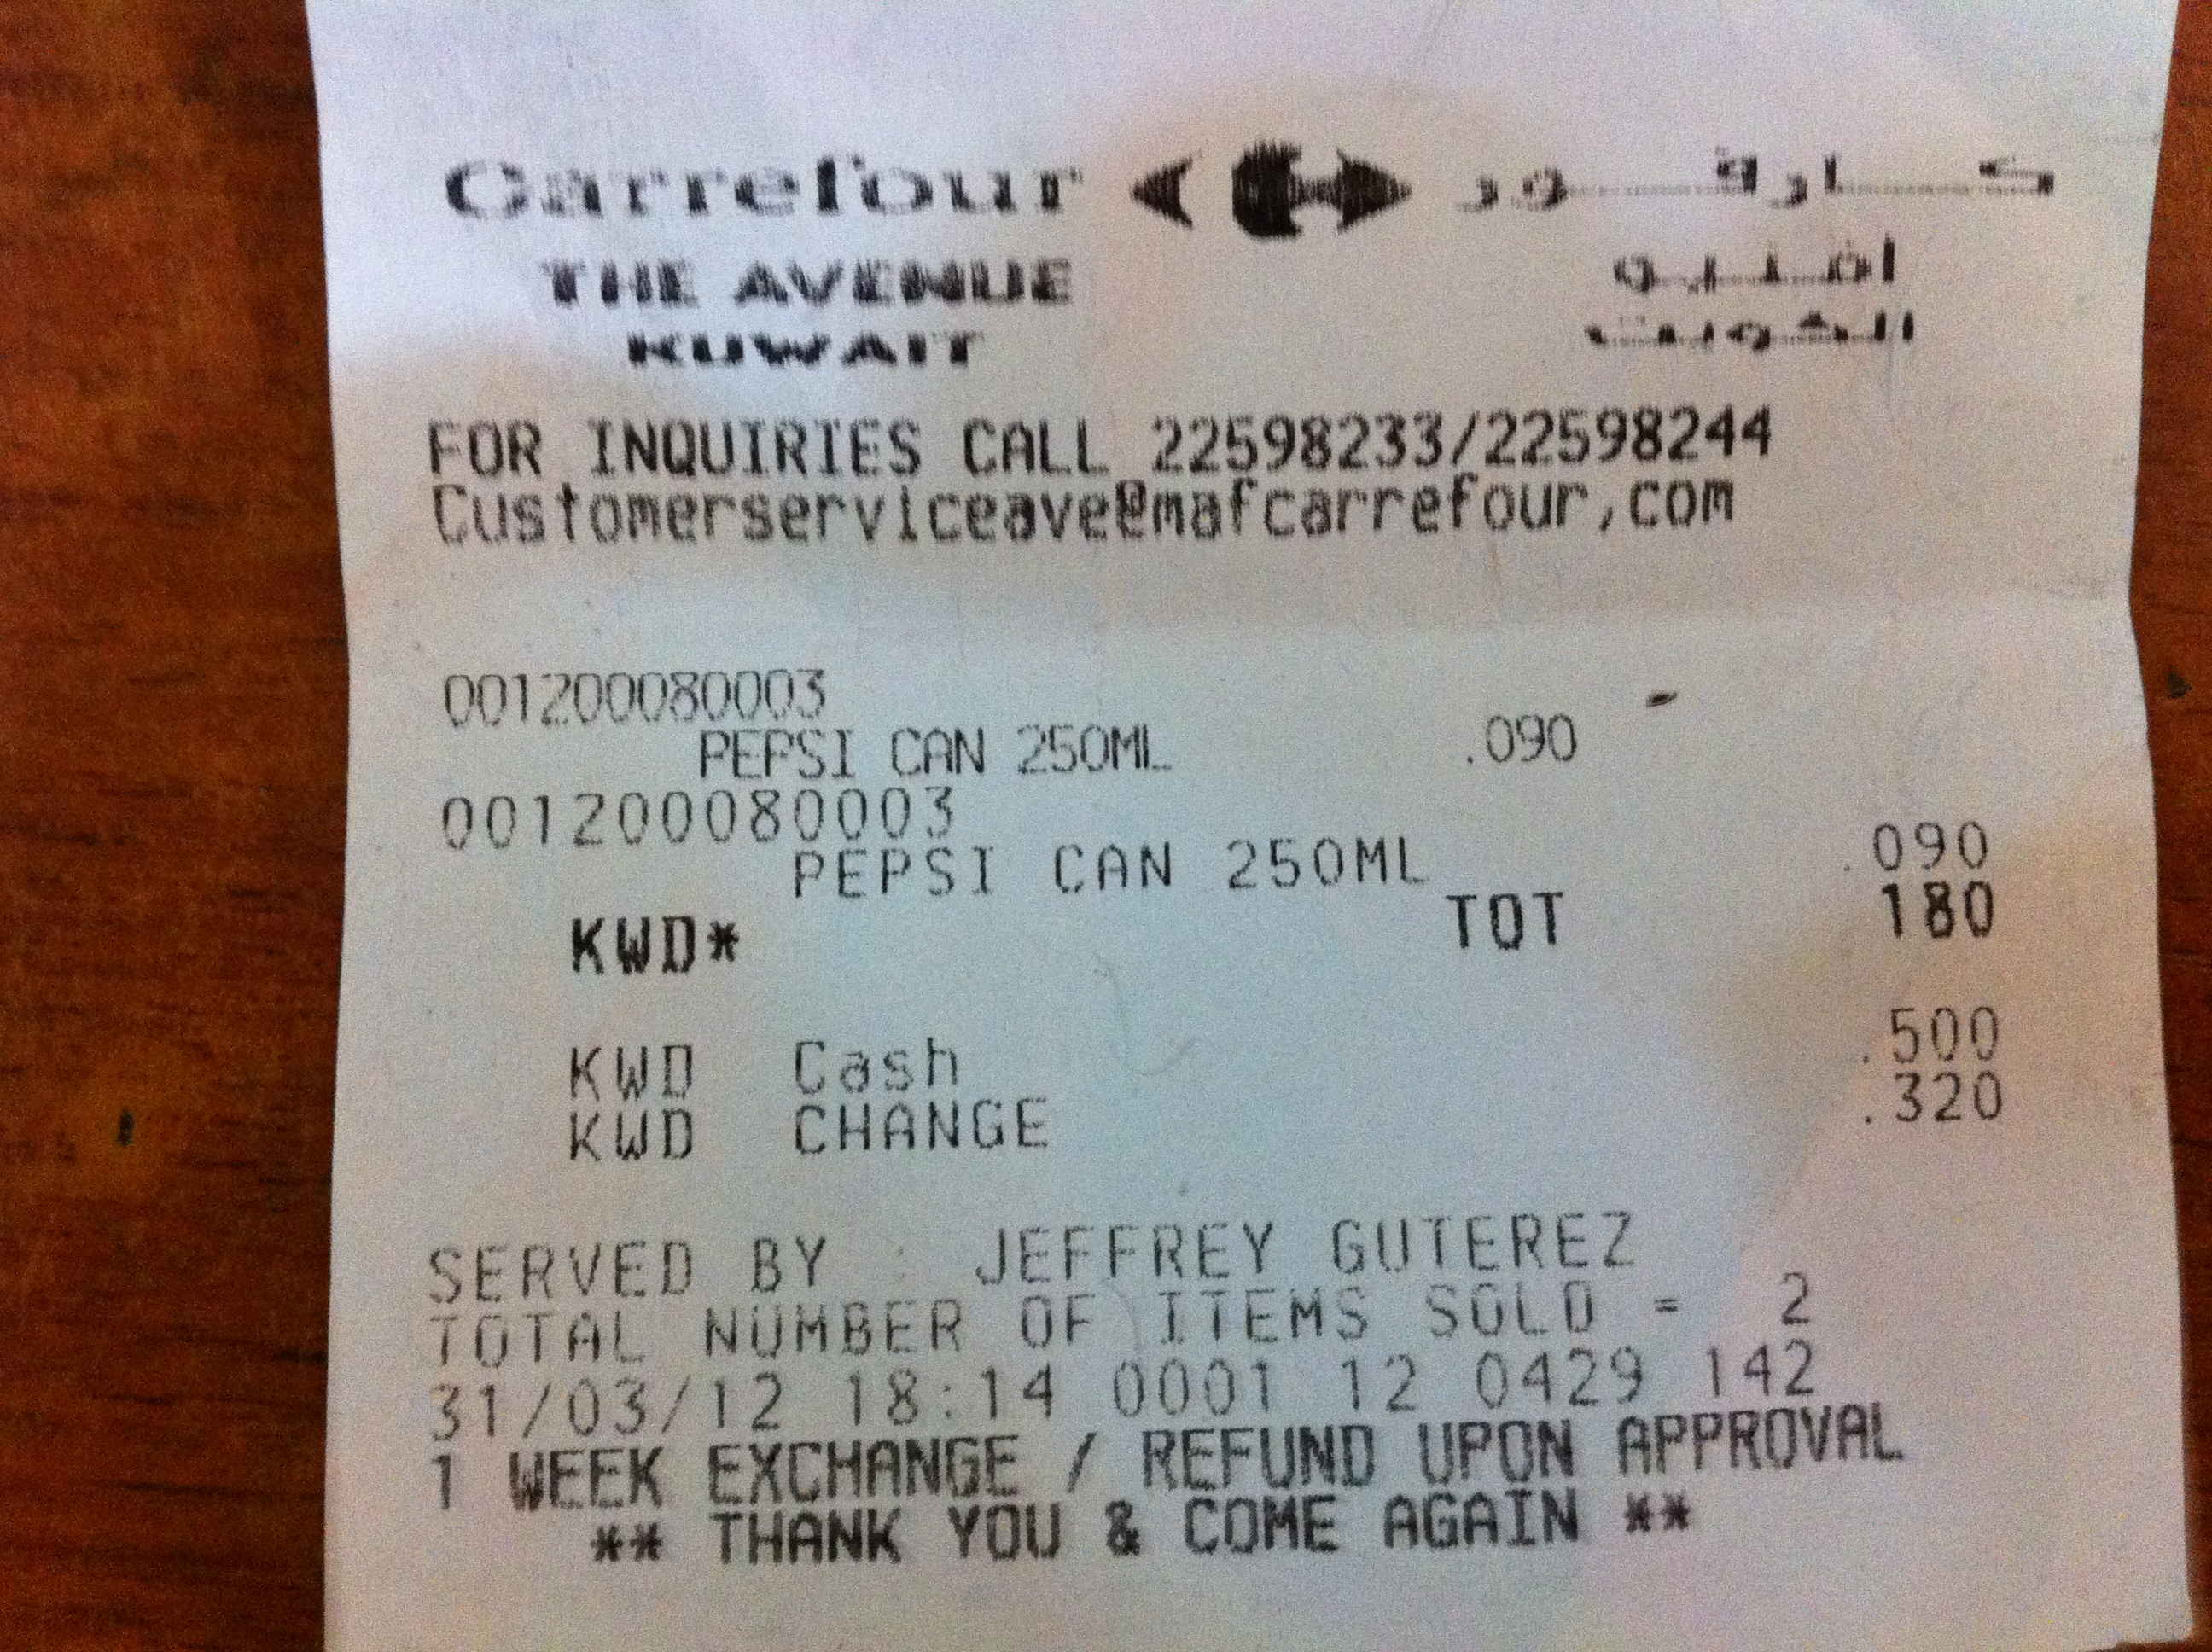 Carrefour كارفور
THE AVENUE افنيو
KUWAIT الكويت
FOR INQUIRIES CALL 22598233/22598244
Customerserviceave@mafcarrefour,com
001200080003
PEPSI CAN 250ML .090
001200080003
PEPSI CAN 250ML .090
KWD* TOT 180
KWD Cash .500
KWD CHANGE .320
SERVED BY : JEFFREY GUTEREZ
TOTAL NUMBER OF ITEMS SOLD = 2
31/03/12 18:14 0001 12 0429 142
1 WEEK EXCHANGE / REFUND UPON APPROVAL
** THANK YOU & COME AGAIN **